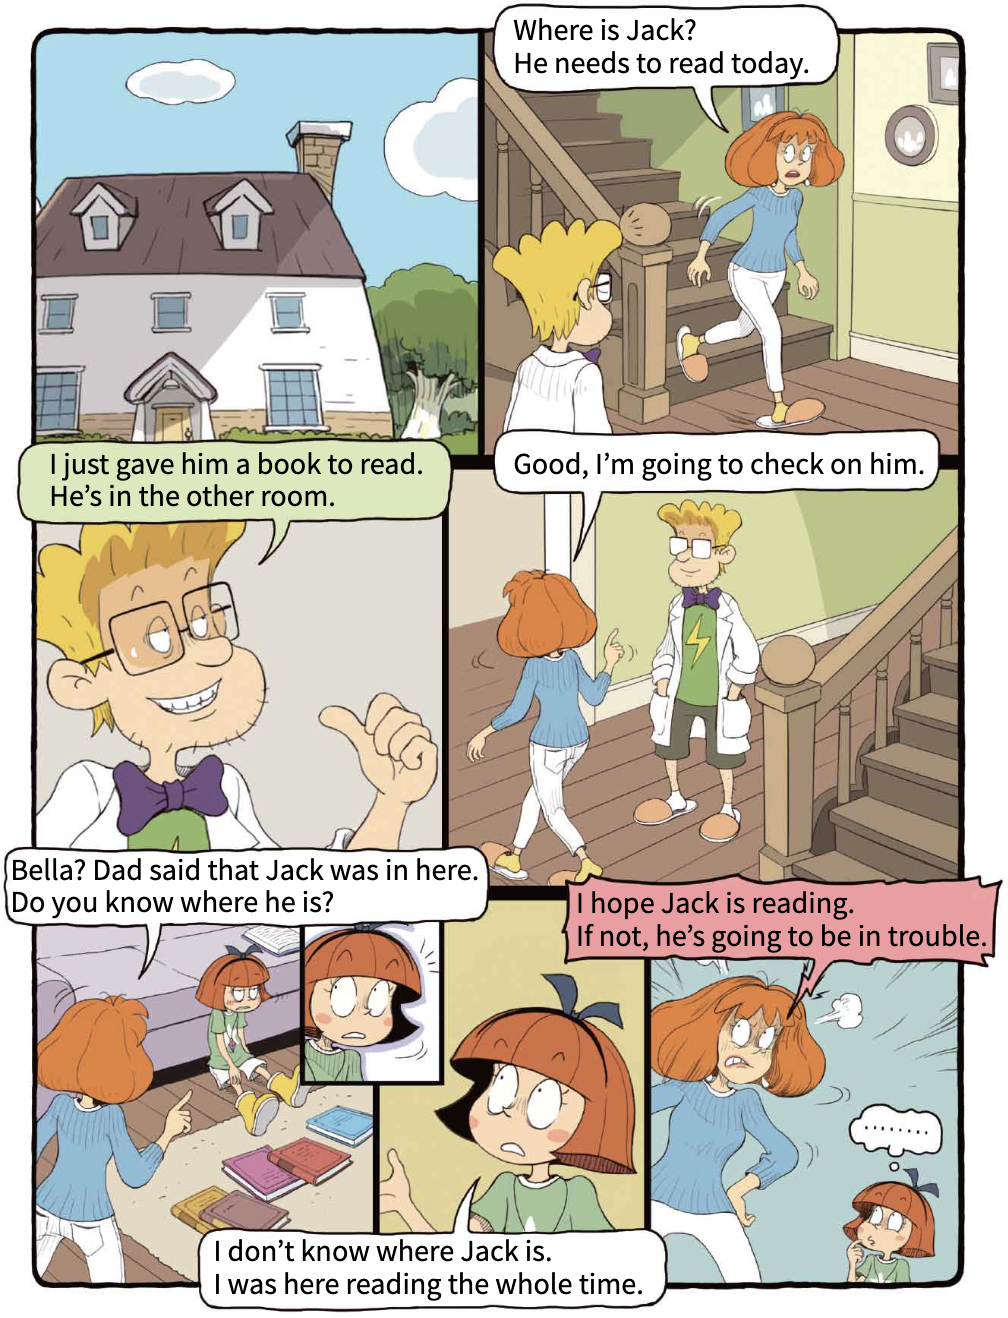 Where is Jack?
He needs to read today.
I just gave him a book to read.
He's in the other room.
Good, I'm going to check on him.
Bella? Dad said that Jack was in here.
Do you know where he is?
I don't know where Jack is.
I was here reading the whole time.
I hope Jack is reading.
If not, he's going to be in trouble.
........